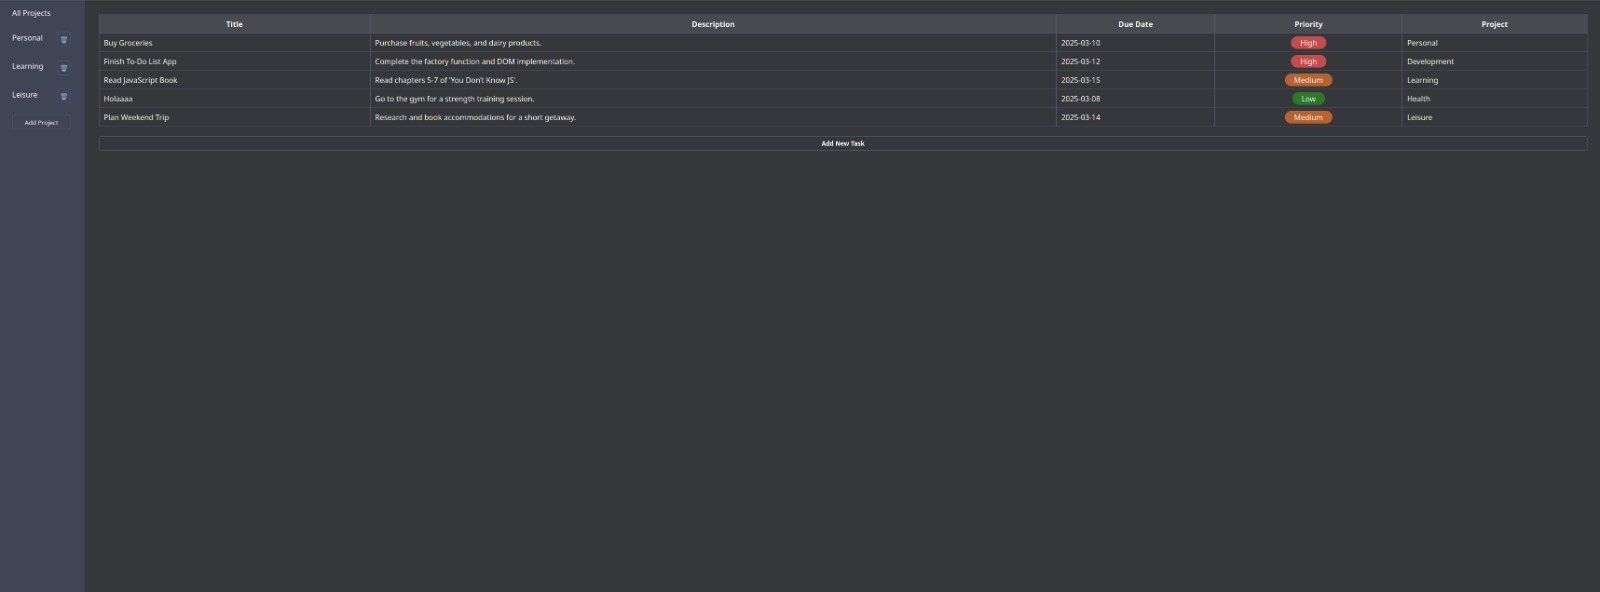 All Projects
Personal
Learning
Leisure
Add Project
Title Description Due Date Priority Project
Buy Groceries Purchase fruits, vegetables, and dairy products. 2025-03-10 High Personal
Finish To-Do List App Complete the factory function and DOM implementation. 2025-03-12 High Development
Read JavaScript Book Read chapters 5-7 of 'You Don't Know JS'. 2025-03-15 Medium Learning
Holaaaa Go to the gym for a strength training session. 2025-03-08 Low Health
Plan Weekend Trip Research and book accommodations for a short getaway. 2025-03-14 Medium Leisure
Add New Task